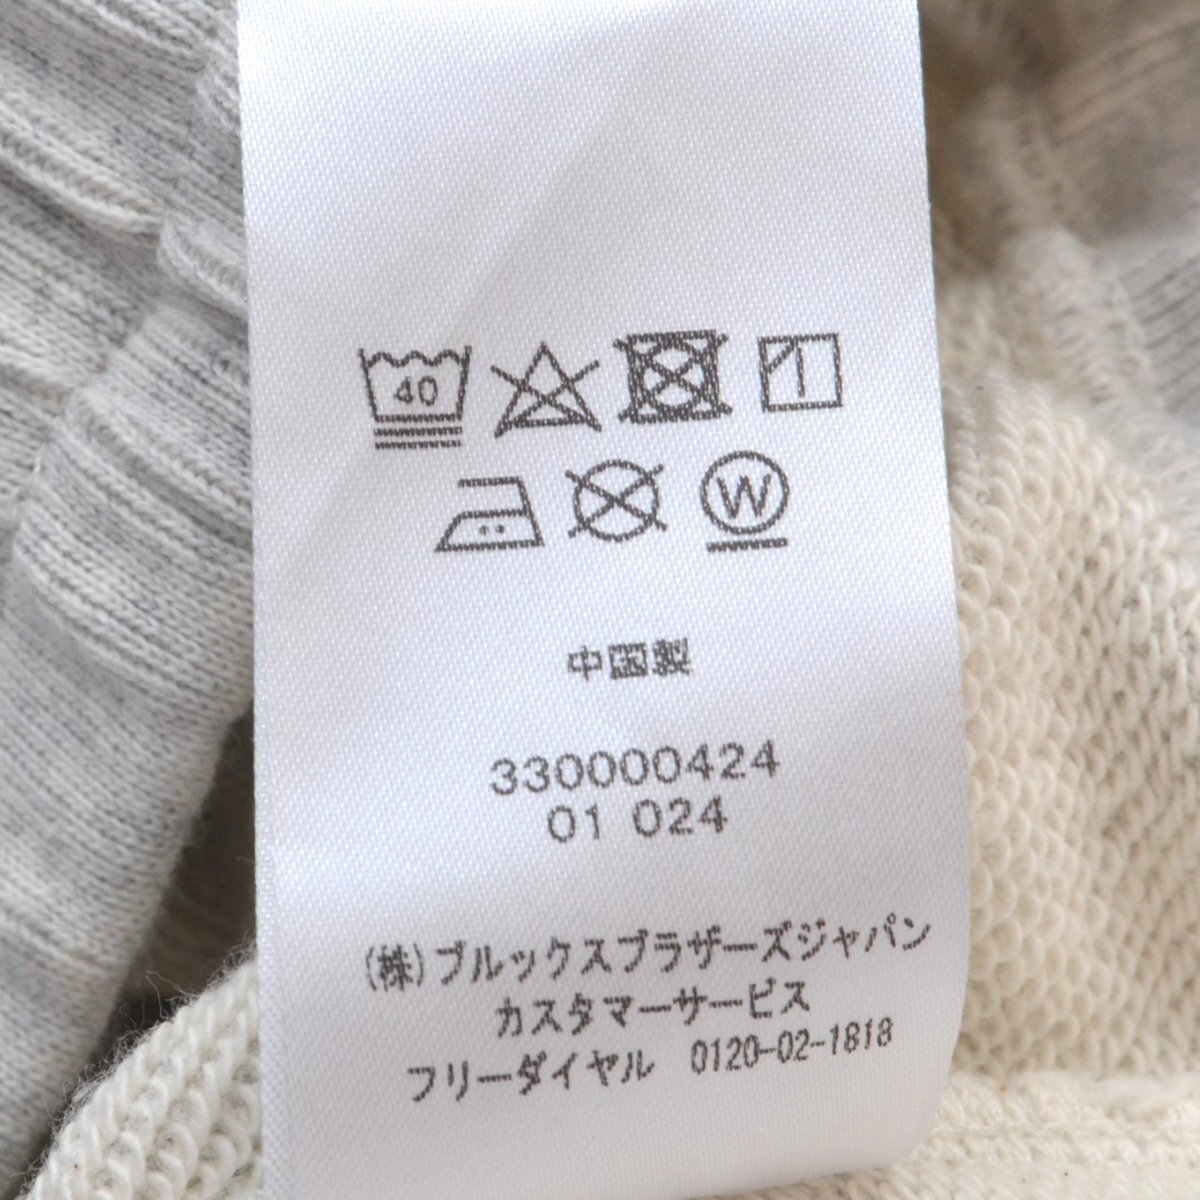 40
W
中国製
330000424
01 024
(株)ブルックスブラザーズジャパン
カスタマーサービス
フリーダイヤル 0120-02-1818